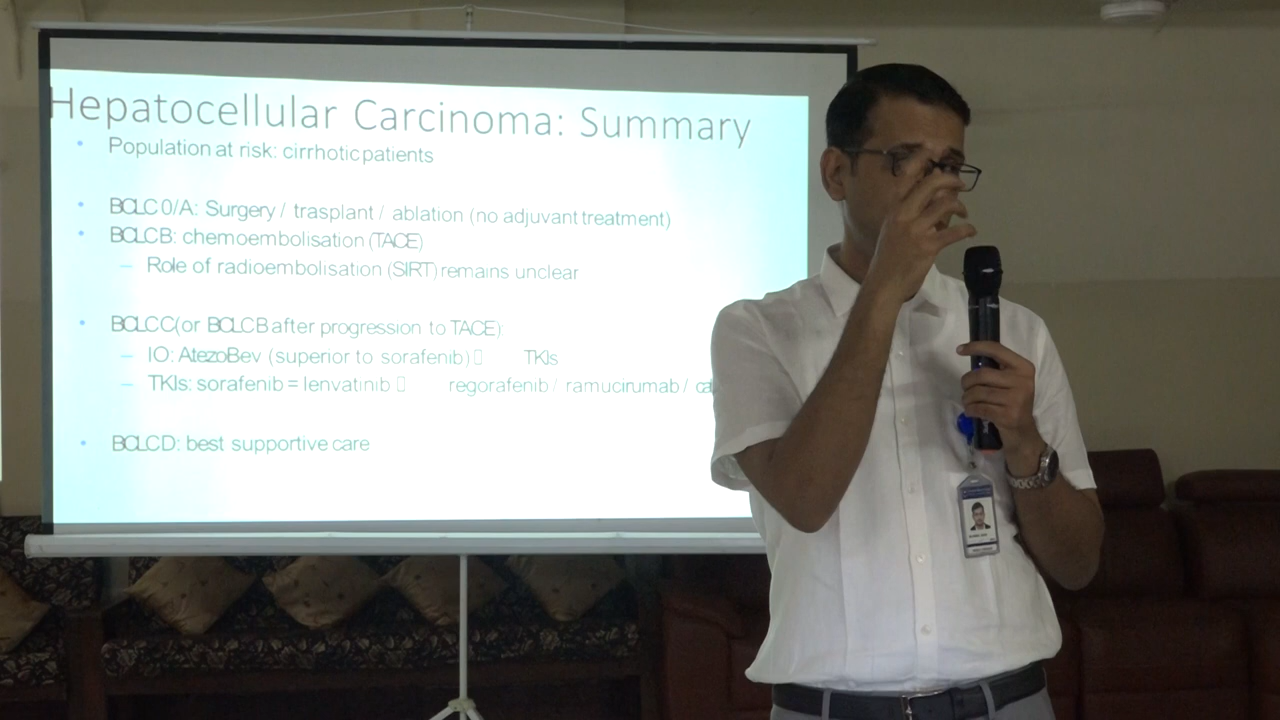 Hepatocellular Carcinoma: Summary
• Population at risk: cirrhotic patients
• BCLC 0/A: Surgery / trasplant / ablation (no adjuvant treatment)
• BCLC B: chemoembolisation (TACE)
– Role of radioembolisation (SIRT) remains unclear
• BCLC C (or BCLC B after progression to TACE)
– IO: AtezoBev (superior to sorafenib) TKIs
– TKIs: sorafenib = lenvatinib regorafenib / ramucirumab /
• BCLC D: best supportive care